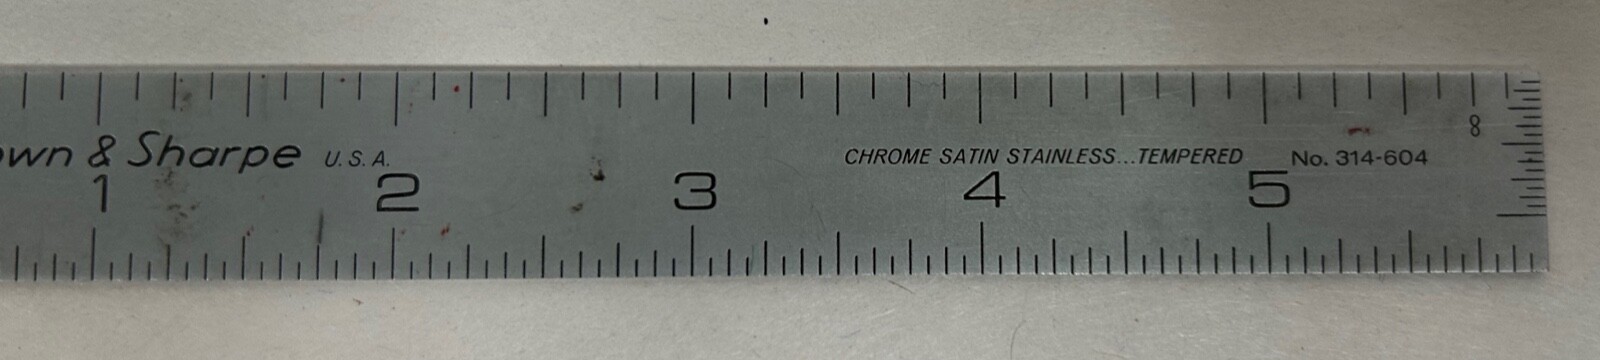 wn & Sharpe U.S.A.
CHROME SATIN STAINLESS...TEMPERED No. 314-604
8
1 2 3 4 5